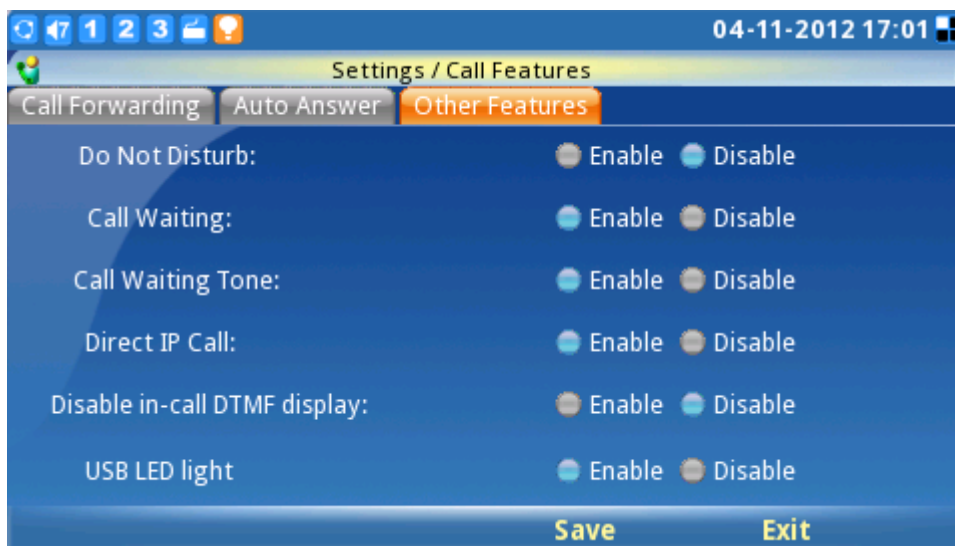 7 1 2 3 04-11-2012 17:01
Settings / Call Features
Call Forwarding Auto Answer Other Features
Do Not Disturb: Enable Disable
Call Waiting: Enable Disable
Call Waiting Tone: Enable Disable
Direct IP Call: Enable Disable
Disable in-call DTMF display: Enable Disable
USB LED light Enable Disable
Save Exit